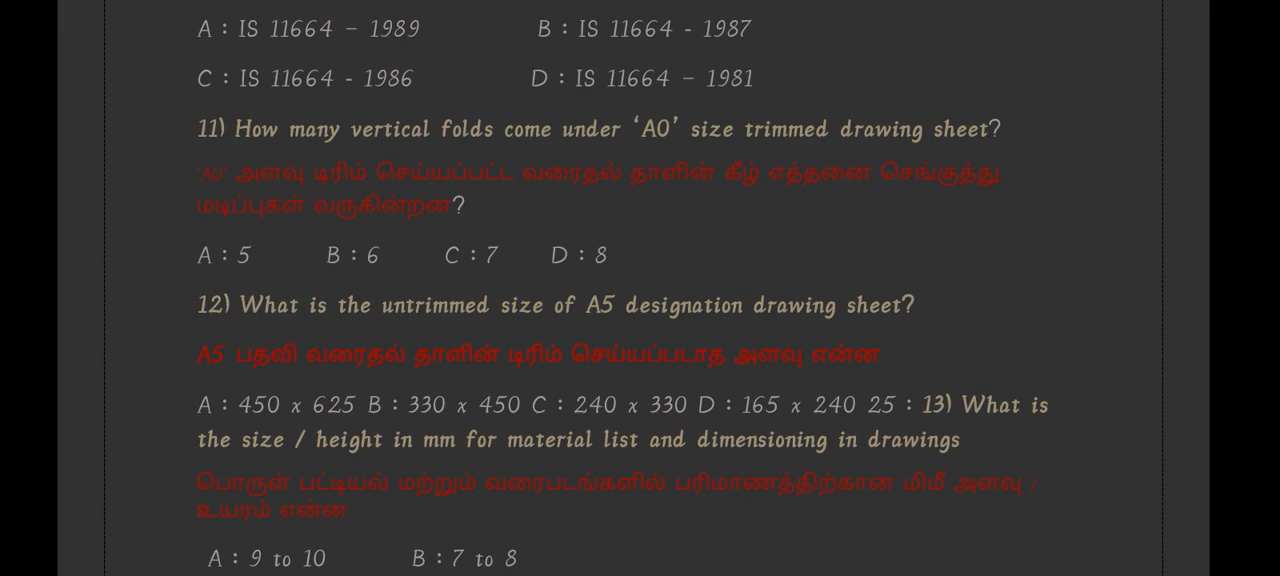 A : IS 11664 – 1989 B : IS 11664 - 1987
C : IS 11664 - 1986 D : IS 11664 – 1981
11) How many vertical folds come under ‘A0’ size trimmed drawing sheet?
‘A0’ அளவு டிரிம் செய்யப்பட்ட வரைதல் தாளின் கீழ் எத்தனை செங்குத்து
மடிப்புகள் வருகின்றன?
A : 5 B : 6 C : 7 D : 8
12) What is the untrimmed size of A5 designation drawing sheet?
A5 பதவி வரைதல் தாளின் டிரிம் செய்யப்படாத அளவு என்ன
A : 450 x 625 B : 330 x 450 C : 240 x 330 D : 165 x 240 25 : 13) What is
the size / height in mm for material list and dimensioning in drawings
பொருள் பட்டியல் மற்றும் வரைபடங்களில் பரிமாணத்திற்கான மிமீ அளவு /
உயரம் என்ன
A : 9 to 10 B : 7 to 8